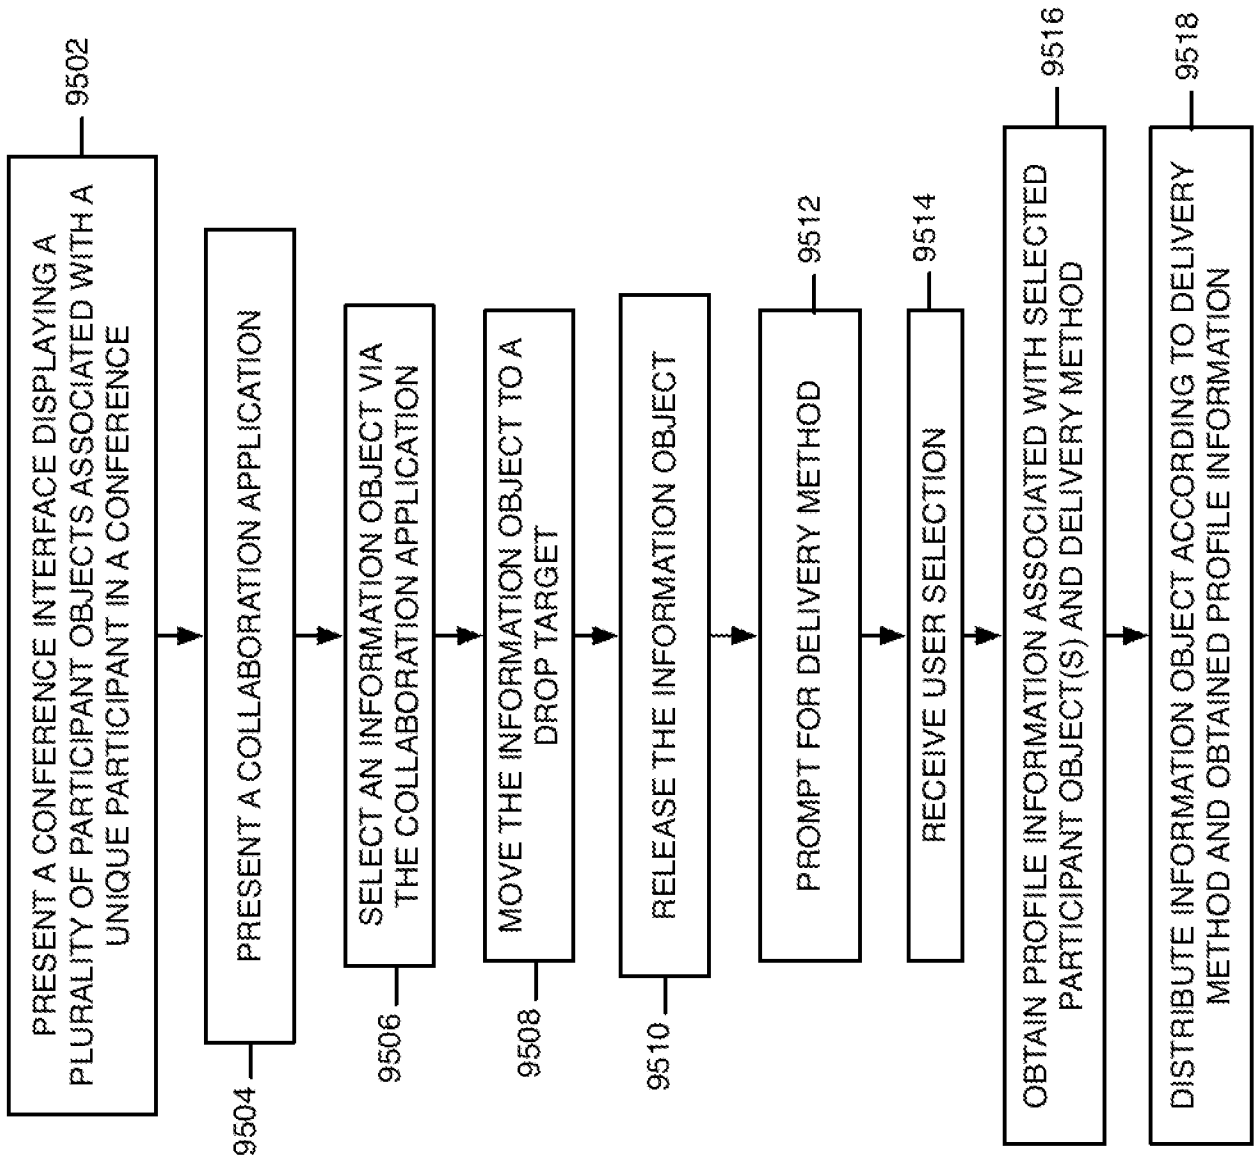 PRESENT A CONFERENCE INTERFACE DISPLAYING A
PLURALITY OF PARTICIPANT OBJECTS ASSOCIATED WITH A
UNIQUE PARTICIPANT IN A CONFERENCE
9502
PRESENT A COLLABORATION APPLICATION
9504
SELECT AN INFORMATION OBJECT VIA
THE COLLABORATION APPLICATION
9506
MOVE THE INFORMATION OBJECT TO A
DROP TARGET
9508
RELEASE THE INFORMATION OBJECT
9510
PROMPT FOR DELIVERY METHOD
9512
RECEIVE USER SELECTION
9514
OBTAIN PROFILE INFORMATION ASSOCIATED WITH SELECTED
PARTICIPANT OBJECT(S) AND DELIVERY METHOD
9516
DISTRIBUTE INFORMATION OBJECT ACCORDING TO DELIVERY
METHOD AND OBTAINED PROFILE INFORMATION
9518